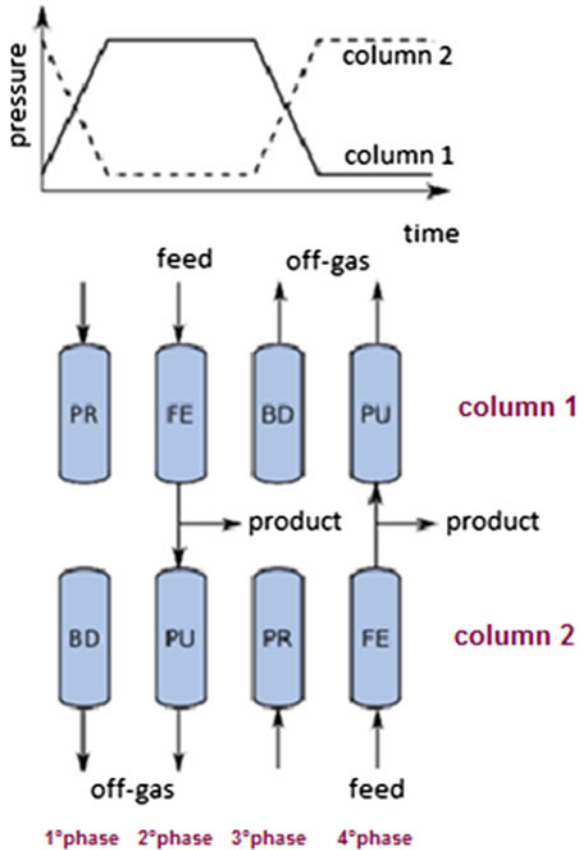 pressure
column 2
column 1
time
feed off-gas
PR FE BD PU
column 1
product product
BD PU PR FE
column 2
off-gas feed
1°phase 2°phase 3°phase 4°phase